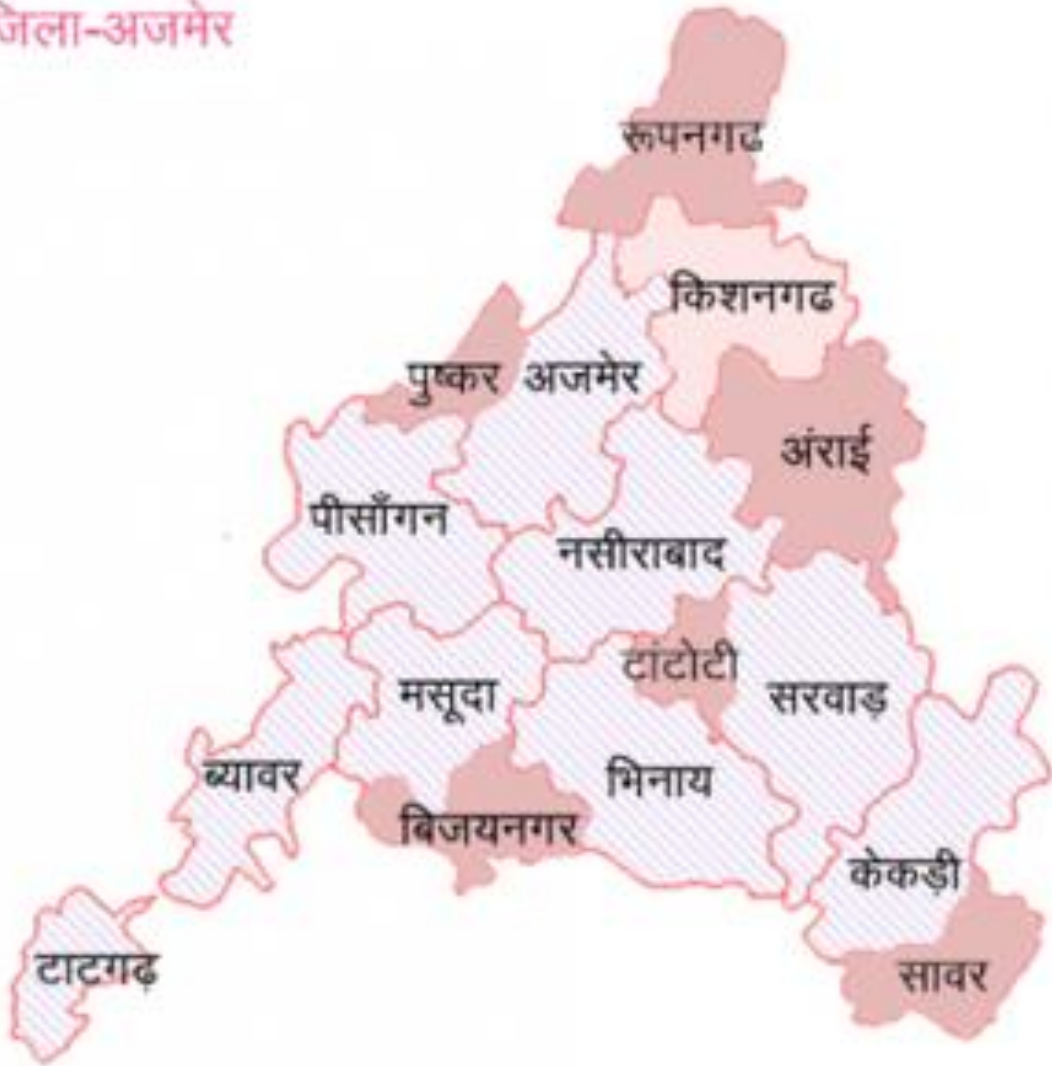 जिला-अजमेर
रूपनगढ
किशनगढ
पुष्कर
अजमेर
अंराई
पीसाँगन
नसीराबाद
टांटोटी
मसूदा
सरवाड़
ब्यावर
भिनाय
बिजयनगर
केकड़ी
टाटगढ़
सावर